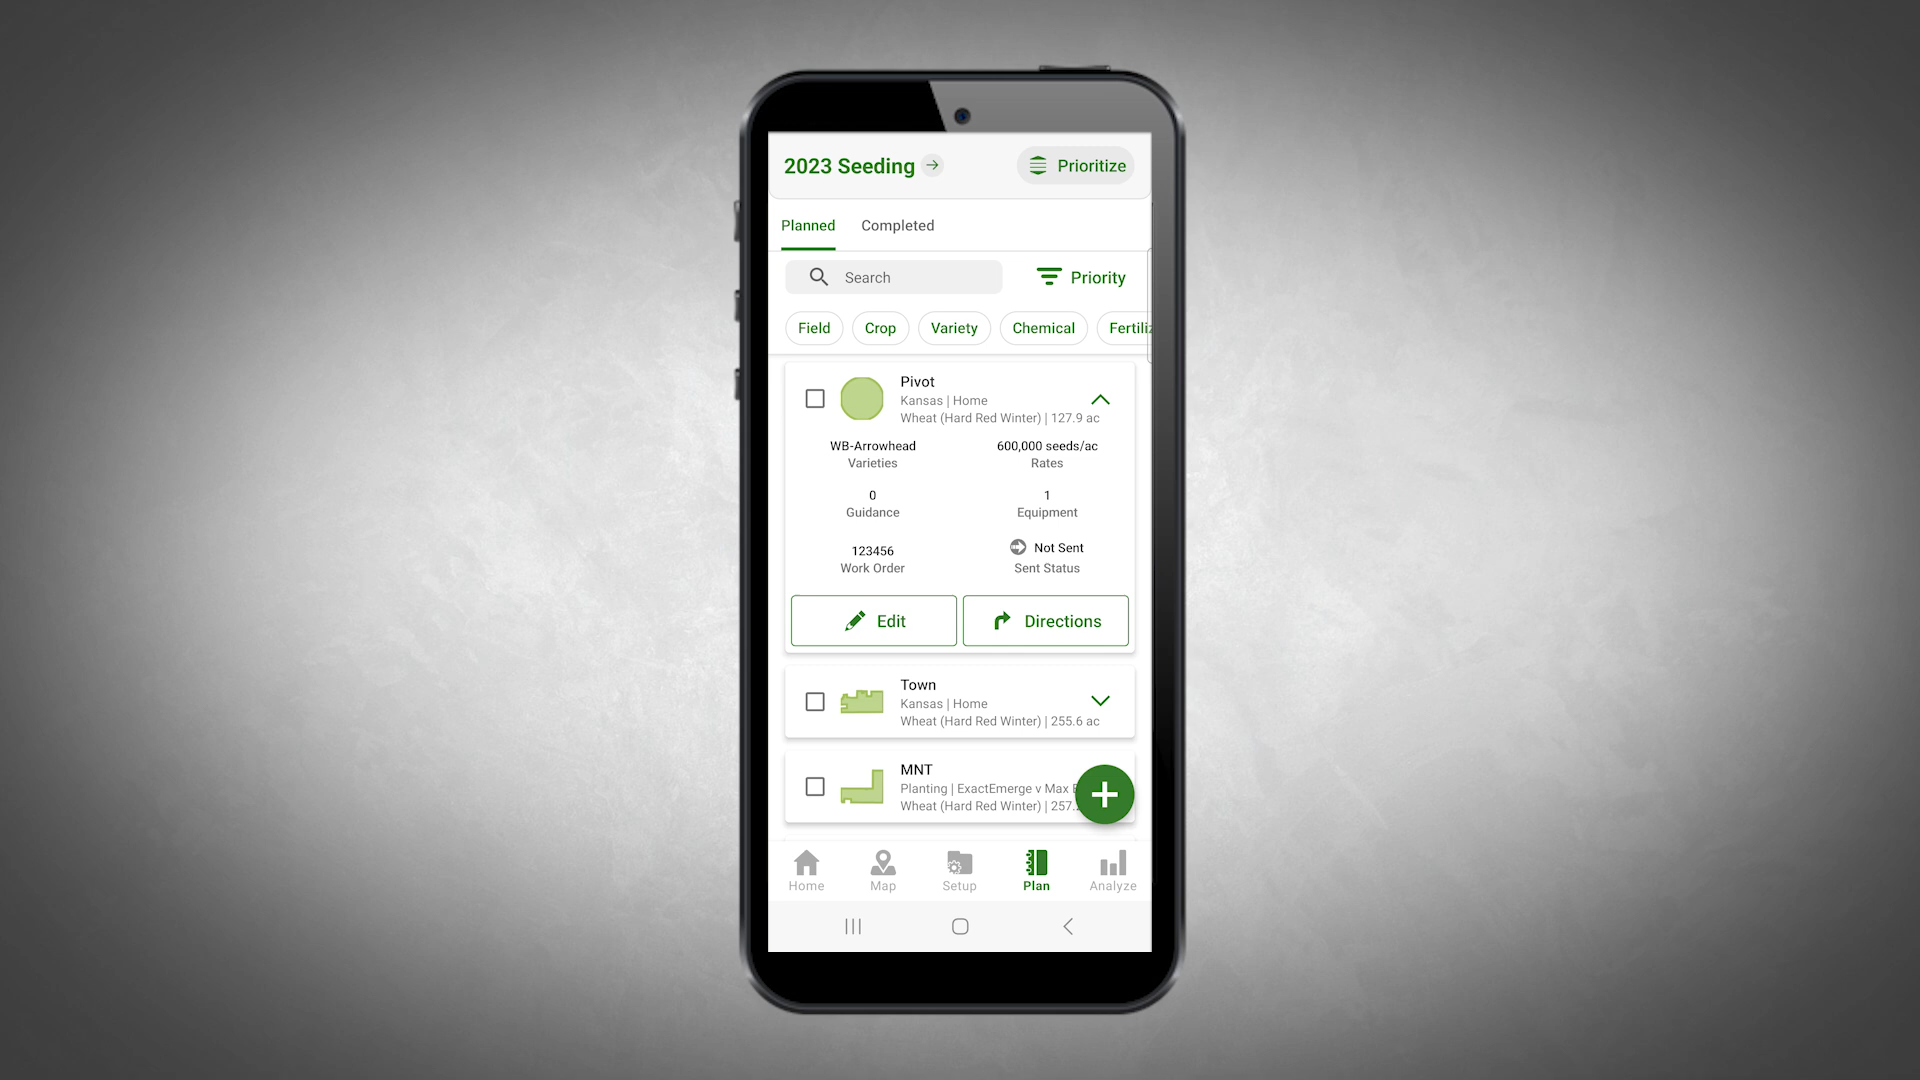 2023 Seeding
Prioritize
Planned Completed
Search
Priority
Field Crop Variety Chemical
Pivot
Kansas | Home
Wheat (Hard Red Winter) | 127.9 ac
WB-Arrowhead 600,000 seeds/ac
Varieties Rates
0 1
Guidance Equipment
123456 Not Sent
Work Order Sent Status
Edit Directions
Town
Kansas | Home
Wheat (Hard Red Winter) | 255.6 ac
MNT
Planting | ExactEmerge v Max
Wheat (Hard Red Winter) | 257.
Home Map Setup Plan Analyze